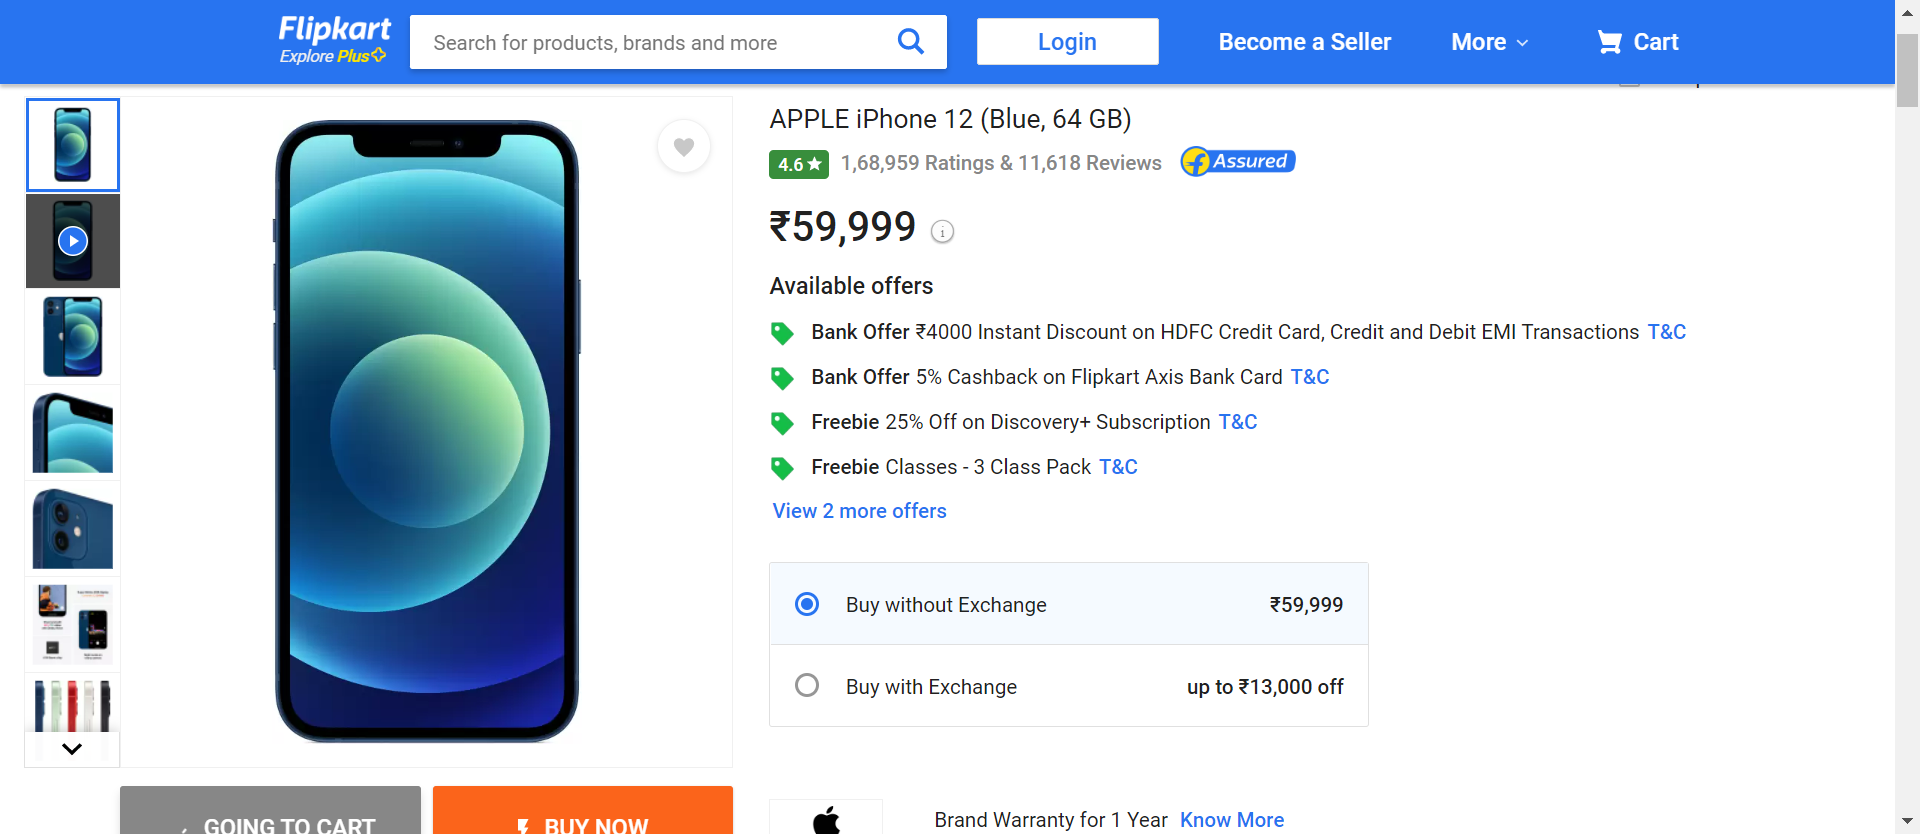 Flipkart
Explore Plus
Search for products, brands and more
Login
Become a Seller
More
Cart
APPLE iPhone 12 (Blue, 64 GB)
4.6 ★ 1,68,959 Ratings & 11,618 Reviews Assured
₹59,999
Available offers
Bank Offer ₹4000 Instant Discount on HDFC Credit Card, Credit and Debit EMI Transactions T&C
Bank Offer 5% Cashback on Flipkart Axis Bank Card T&C
Freebie 25% Off on Discovery+ Subscription T&C
Freebie Classes - 3 Class Pack T&C
View 2 more offers
Buy without Exchange ₹59,999
Buy with Exchange up to ₹13,000 off
GOING TO CART
BUY NOW
Brand Warranty for 1 Year Know More